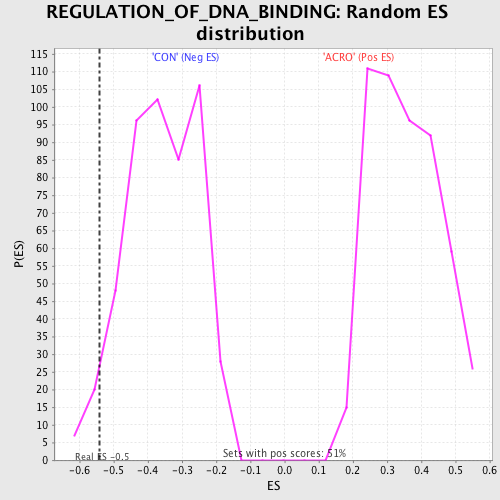 REGULATION_OF_DNA_BINDING: Random ES
distribution
'CON' (Neg ES)
'ACRO' (Pos ES)
115
110
105
100
95
90
85
80
75
70
65
60
55
50
45
40
35
30
25
20
15
10
5
0
P(ES)
Real ES -0.5
Sets with pos scores: 51%
-0.6 -0.5 -0.4 -0.3 -0.2 -0.1 0.0 0.1 0.2 0.3 0.4 0.5 0.6
ES